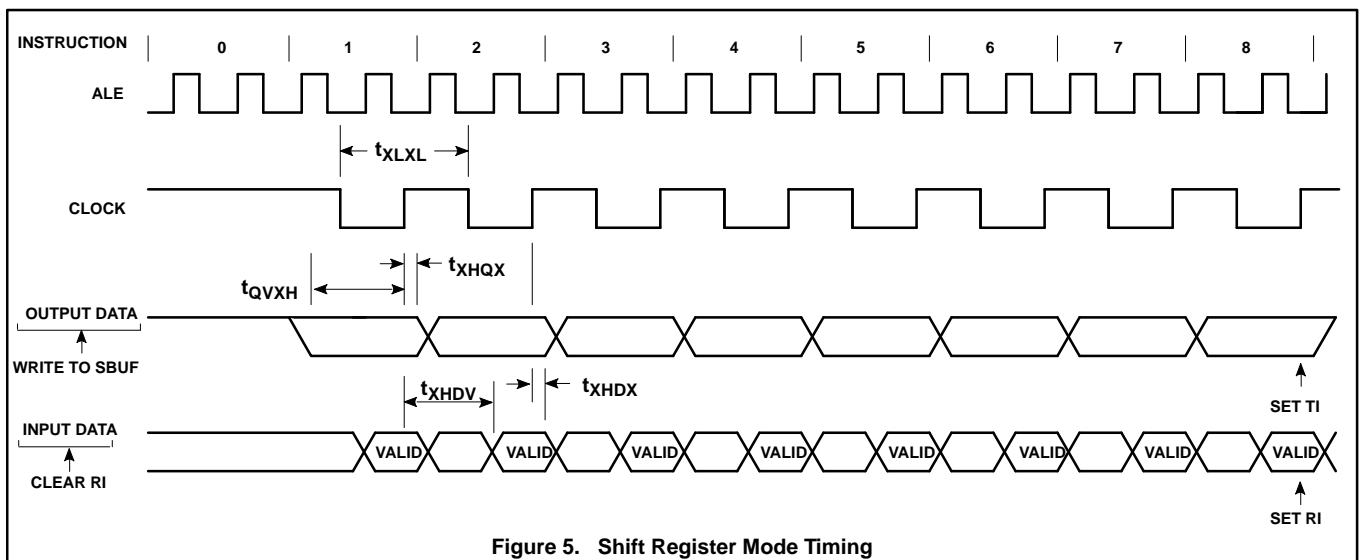 INSTRUCTION 0 1 2 3 4 5 6 7 8
ALE
tXLXL
CLOCK
tXHQX
tQVXH
OUTPUT DATA
WRITE TO SBUF
tXHDV tXHDX
SET TI
INPUT DATA VALID VALID VALID VALID VALID VALID VALID VALID
CLEAR RI
SET RI
Figure 5. Shift Register Mode Timing